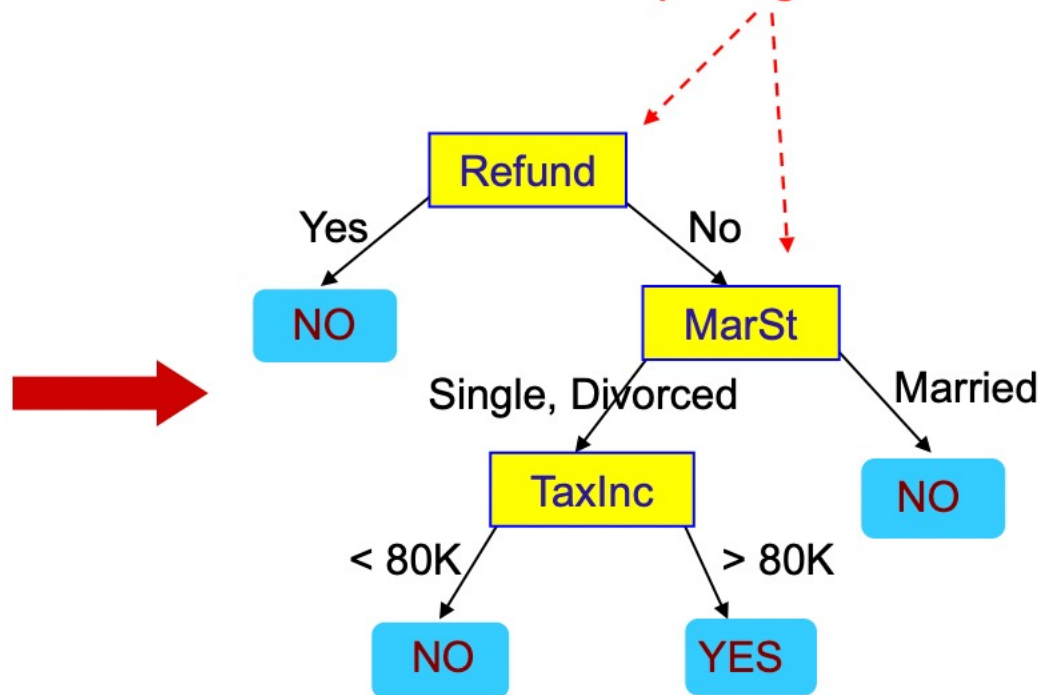 Refund
Yes
No
NO
MarSt
Single, Divorced
Married
TaxInc
NO
< 80K
> 80K
NO
YES